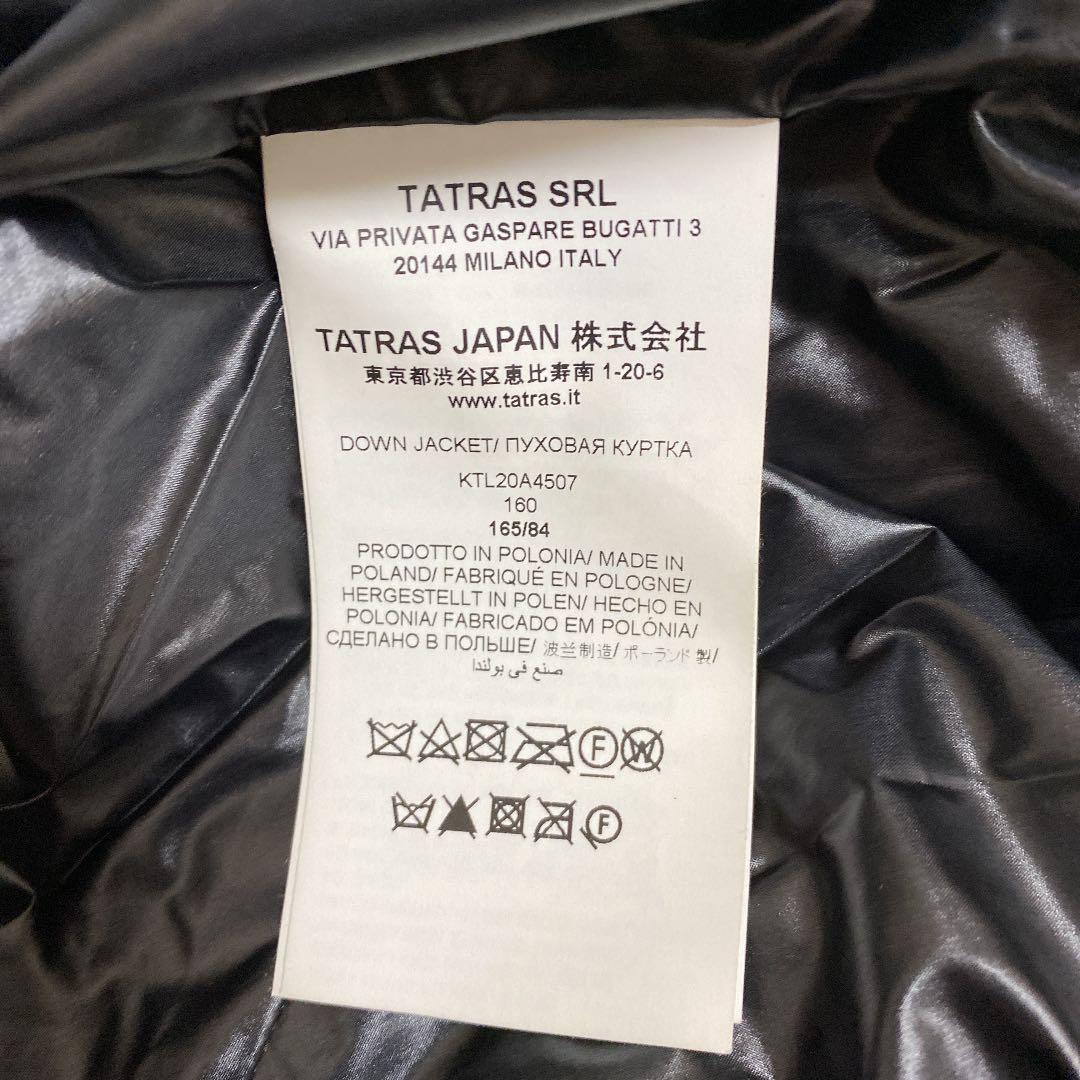 TATRAS SRL
VIA PRIVATA GASPARE BUGATTI 3
20144 MILANO ITALY
TATRAS JAPAN 株式会社
東京都渋谷区恵比寿南 1-20-6
www.tatras.it
DOWN JACKET/ ПУХОВАЯ КУРТКА
KTL20A4507
160
165/84
PRODOTTO IN POLONIA/ MADE IN
POLAND/ FABRIQUÉ EN POLOGNE/
HERGESTELLT IN POLEN/ HECHO EN
POLONIA/ FABRICADO EM POLÓNIA/
СДЕЛАНО В ПОЛЬШЕ/ 波兰制造/ ポーランド 製/
صنع في بولندا
F W
F